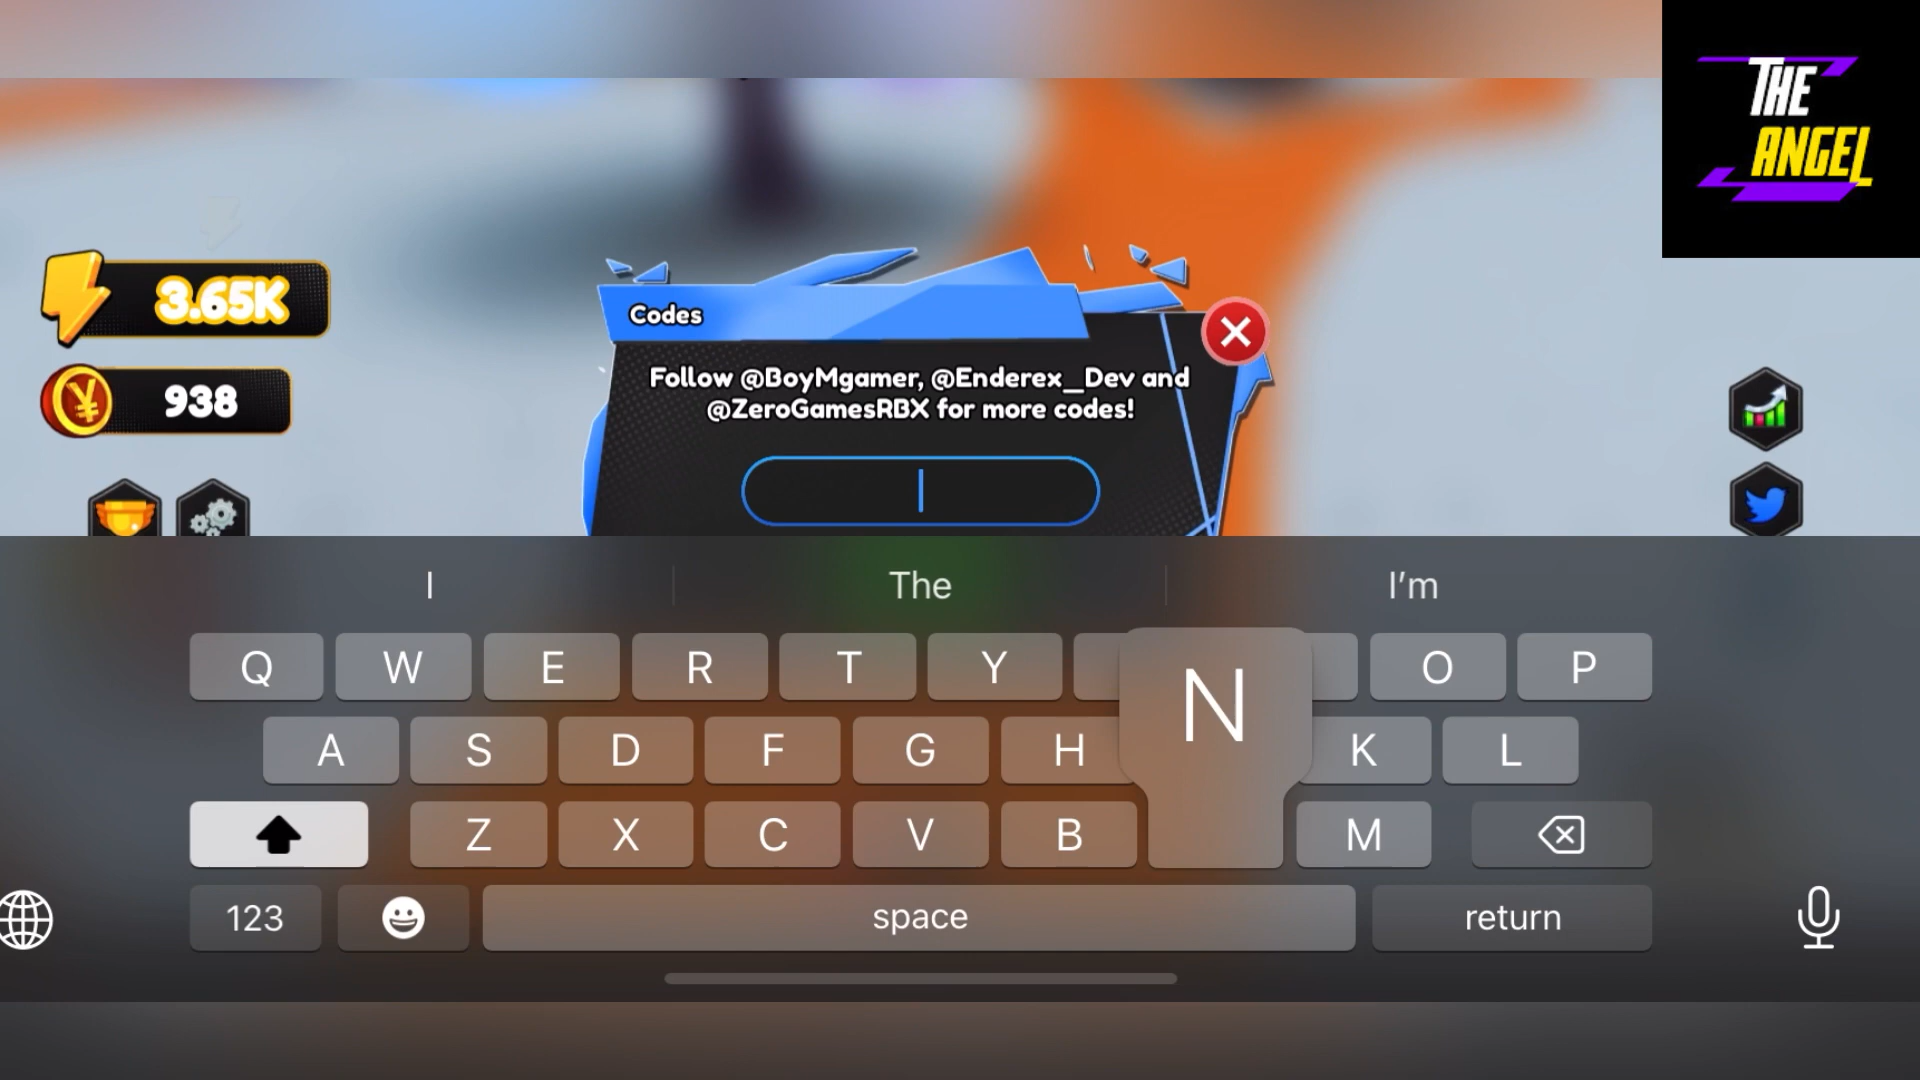 THE
ANGEL
3.65K
938
Codes
Follow @BoyMgamer, @Enderex_Dev and
@ZeroGamesRBX for more codes!
I The I'm
Q W E R T Y O P
A S D F G H N K L
Z X C V B M
123 space return